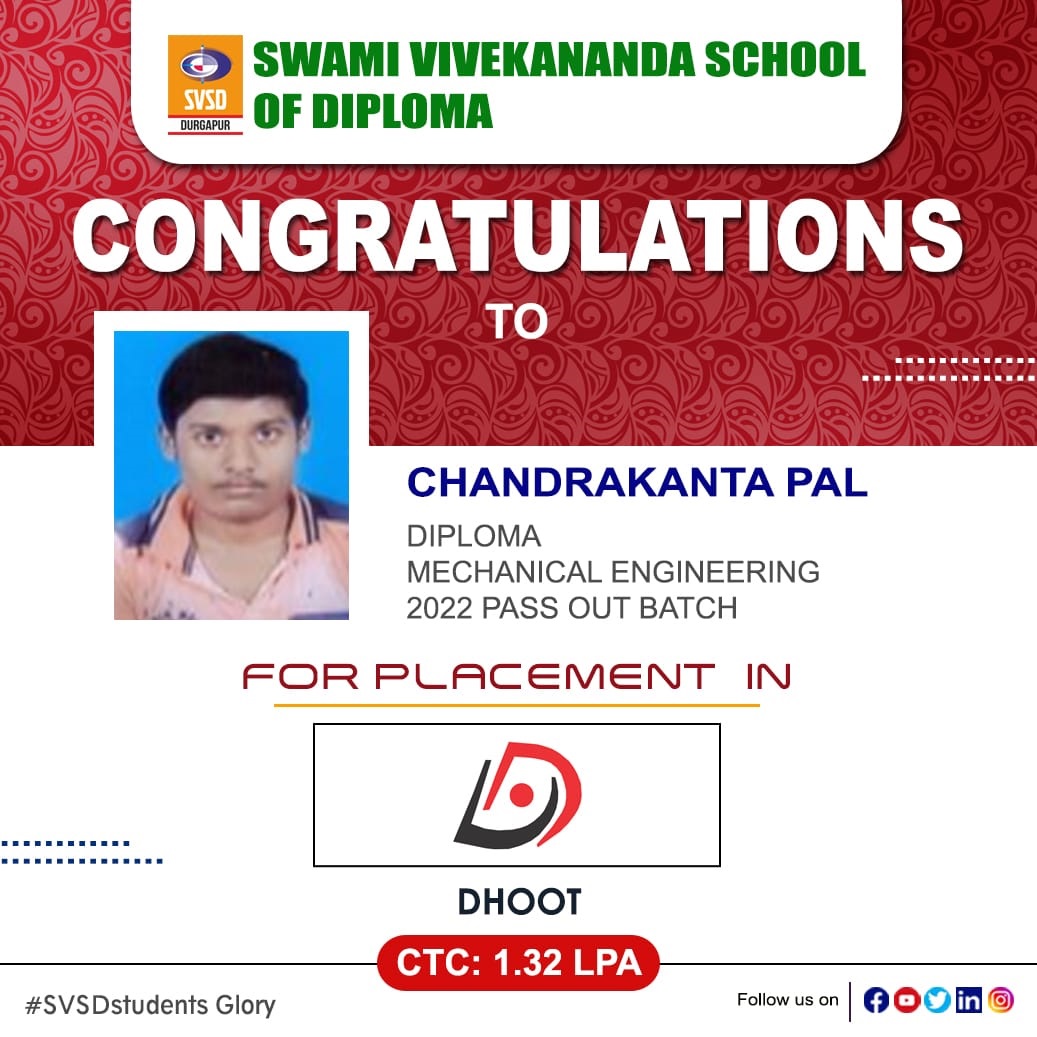 SVSD
DURGAPUR
SWAMI VIVEKANANDA SCHOOL
OF DIPLOMA
CONGRATULATIONS
TO
CHANDRAKANTA PAL
DIPLOMA
MECHANICAL ENGINEERING
2022 PASS OUT BATCH
FOR PLACEMENT IN
DHOOT
CTC: 1.32 LPA
#SVSDstudents Glory
Follow us on